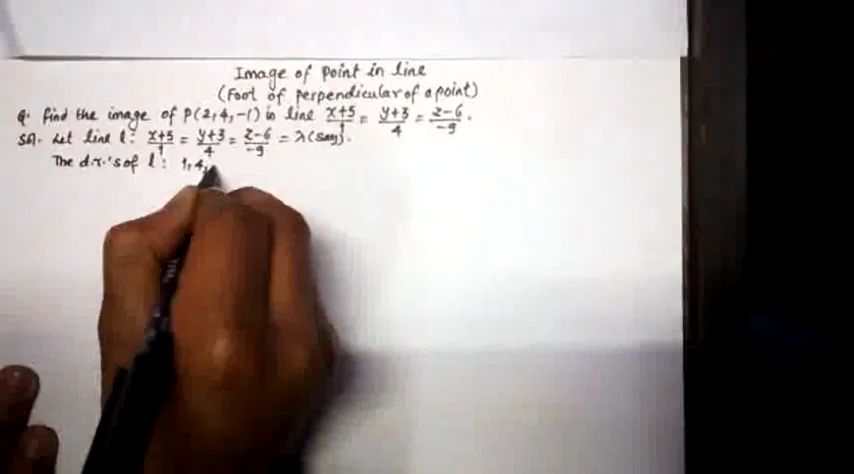 Image of point in line
(Foot of perpendicular of a point)
Q. find the image of P(2,4,-1) in line x+5/1 = y+3/4 = z-6/-9.
Sol. Let line l: x+5/1 = y+3/4 = z-6/-9 = λ(say).
The d.r.'s of l: 1,4,